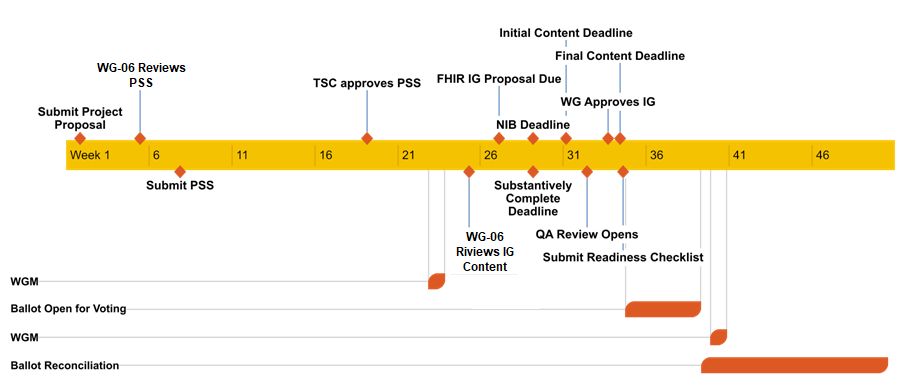 Initial Content Deadline
Final Content Deadline
WG-06 Reviews
PSS
TSC approves PSS
FHIR IG Proposal Due
WG Approves IG
Submit Project
Proposal
NIB Deadline
Week 1
6
11
16
21
26
31
36
41
46
Submit PSS
Substantively
Complete
Deadline
WG-06
Riviews IG
Content
QA Review Opens
Submit Readiness Checklist
WGM
Ballot Open for Voting
WGM
Ballot Reconciliation